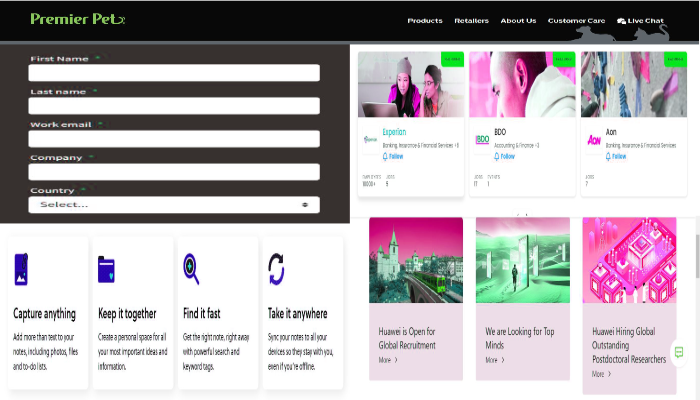 Premier Pet
Products Retailers About Us Customer Care Live Chat
First Name *
Last name *
Work email *
Company *
Country *
Select...
Experian
Banking, Insurance & Financial Services +8
Follow
EMPLOYEES JOBS
10000+ 9
BDO
Accounting & Finance +3
Follow
JOBS EVENTS
17 1
Aon
Banking, Insurance & Financial Services
Follow
JOBS
7
Capture anything
Add more than text to your
notes, including photos, files
and to-do lists.
Keep it together
Create a personal space for all
your most important ideas and
information.
Find it fast
Get the right note, right away
with powerful search and
keyword tags.
Take it anywhere
Sync your notes to all your
devices so they stay with you,
even if you're offline.
Huawei is Open for
Global Recruitment
More >
We are Looking for Top
Minds
More >
Huawei Hiring Global
Outstanding
Postdoctoral Researchers
More >